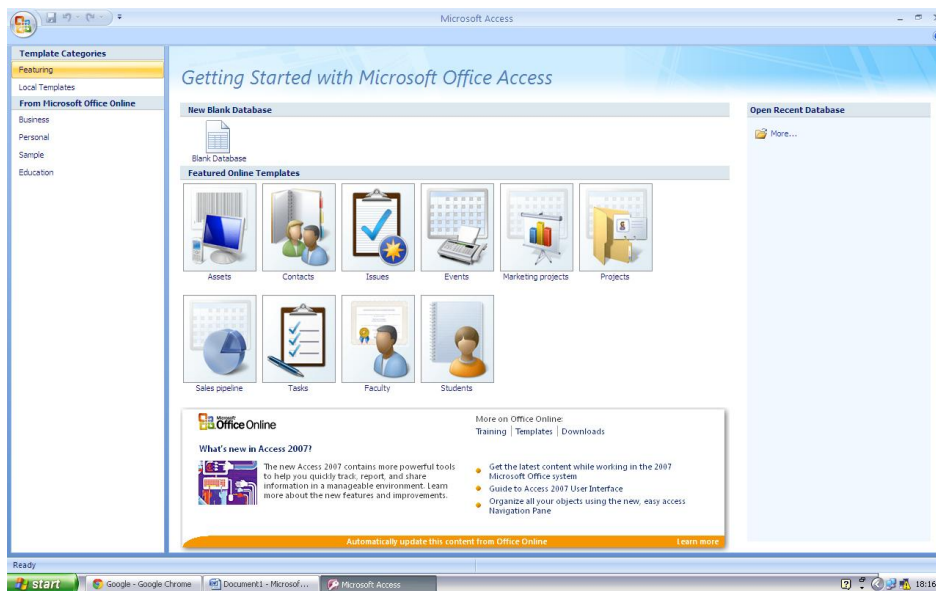 Microsoft Access
Template Categories
Featuring
Local Templates
From Microsoft Office Online
Business
Personal
Sample
Education
Getting Started with Microsoft Office Access
New Blank Database
Blank Database
Featured Online Templates
Assets
Contacts
Issues
Events
Marketing projects
Projects
Sales pipeline
Tasks
Faculty
Students
Microsoft
Office Online
What's new in Access 2007?
The new Access 2007 contains more powerful tools
to help you quickly track, report, and share
information in a manageable environment. Learn
more about the new features and improvements.
More on Office Online:
Training | Templates | Downloads
Get the latest content while working in the 2007
Microsoft Office system
Guide to Access 2007 User Interface
Organize all your objects using the new, easy access
Navigation Pane
Automatically update this content from Office Online
Learn more
Open Recent Database
More...
Ready
start
Google - Google Chrome
Document1 - Microsof...
Microsoft Access
18:16